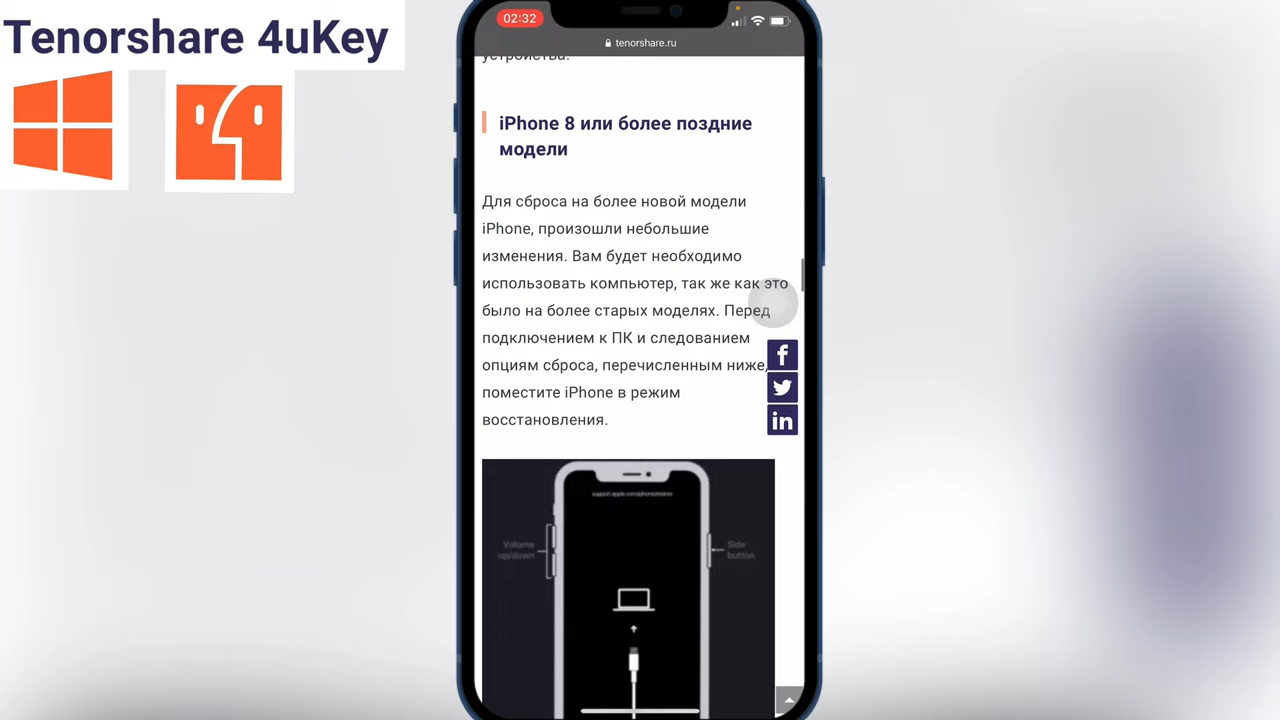 Tenorshare 4uKey
02:32
tenorshare.ru
устройства.
iPhone 8 или более поздние
модели
Для сброса на более новой модели
iPhone, произошли небольшие
изменения. Вам будет необходимо
использовать компьютер, так же как это
было на более старых моделях. Перед
подключением к ПК и следованием
опциям сброса, перечисленным ниже,
поместите iPhone в режим
восстановления.
Volume
up/down
Side
button